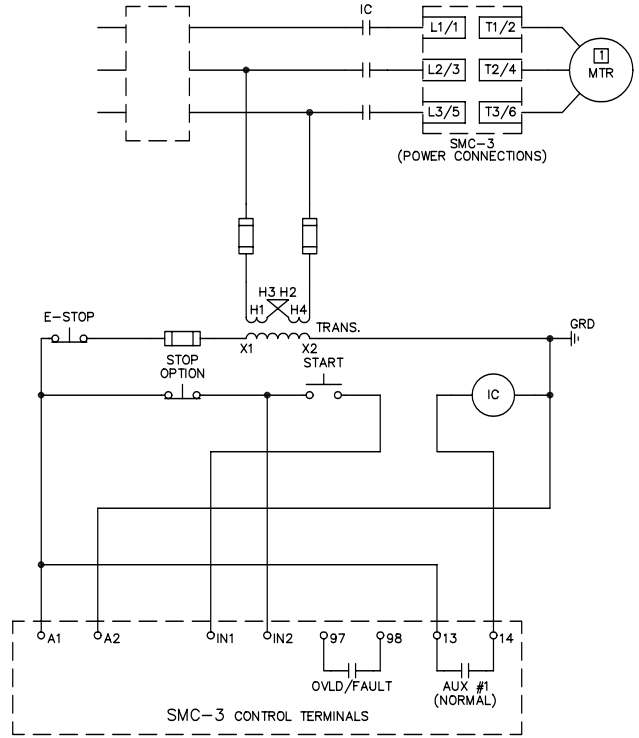 IC
L1/1 T1/2
L2/3 T2/4
L3/5 T3/6
1
MTR
SMC-3
(POWER CONNECTIONS)
H3 H2
H1 H4
E-STOP
TRANS.
GRD
X1 X2
STOP
OPTION
START
IC
A1 A2 IN1 IN2 97 98 13 14
OVLD/FAULT
AUX #1
(NORMAL)
SMC-3 CONTROL TERMINALS